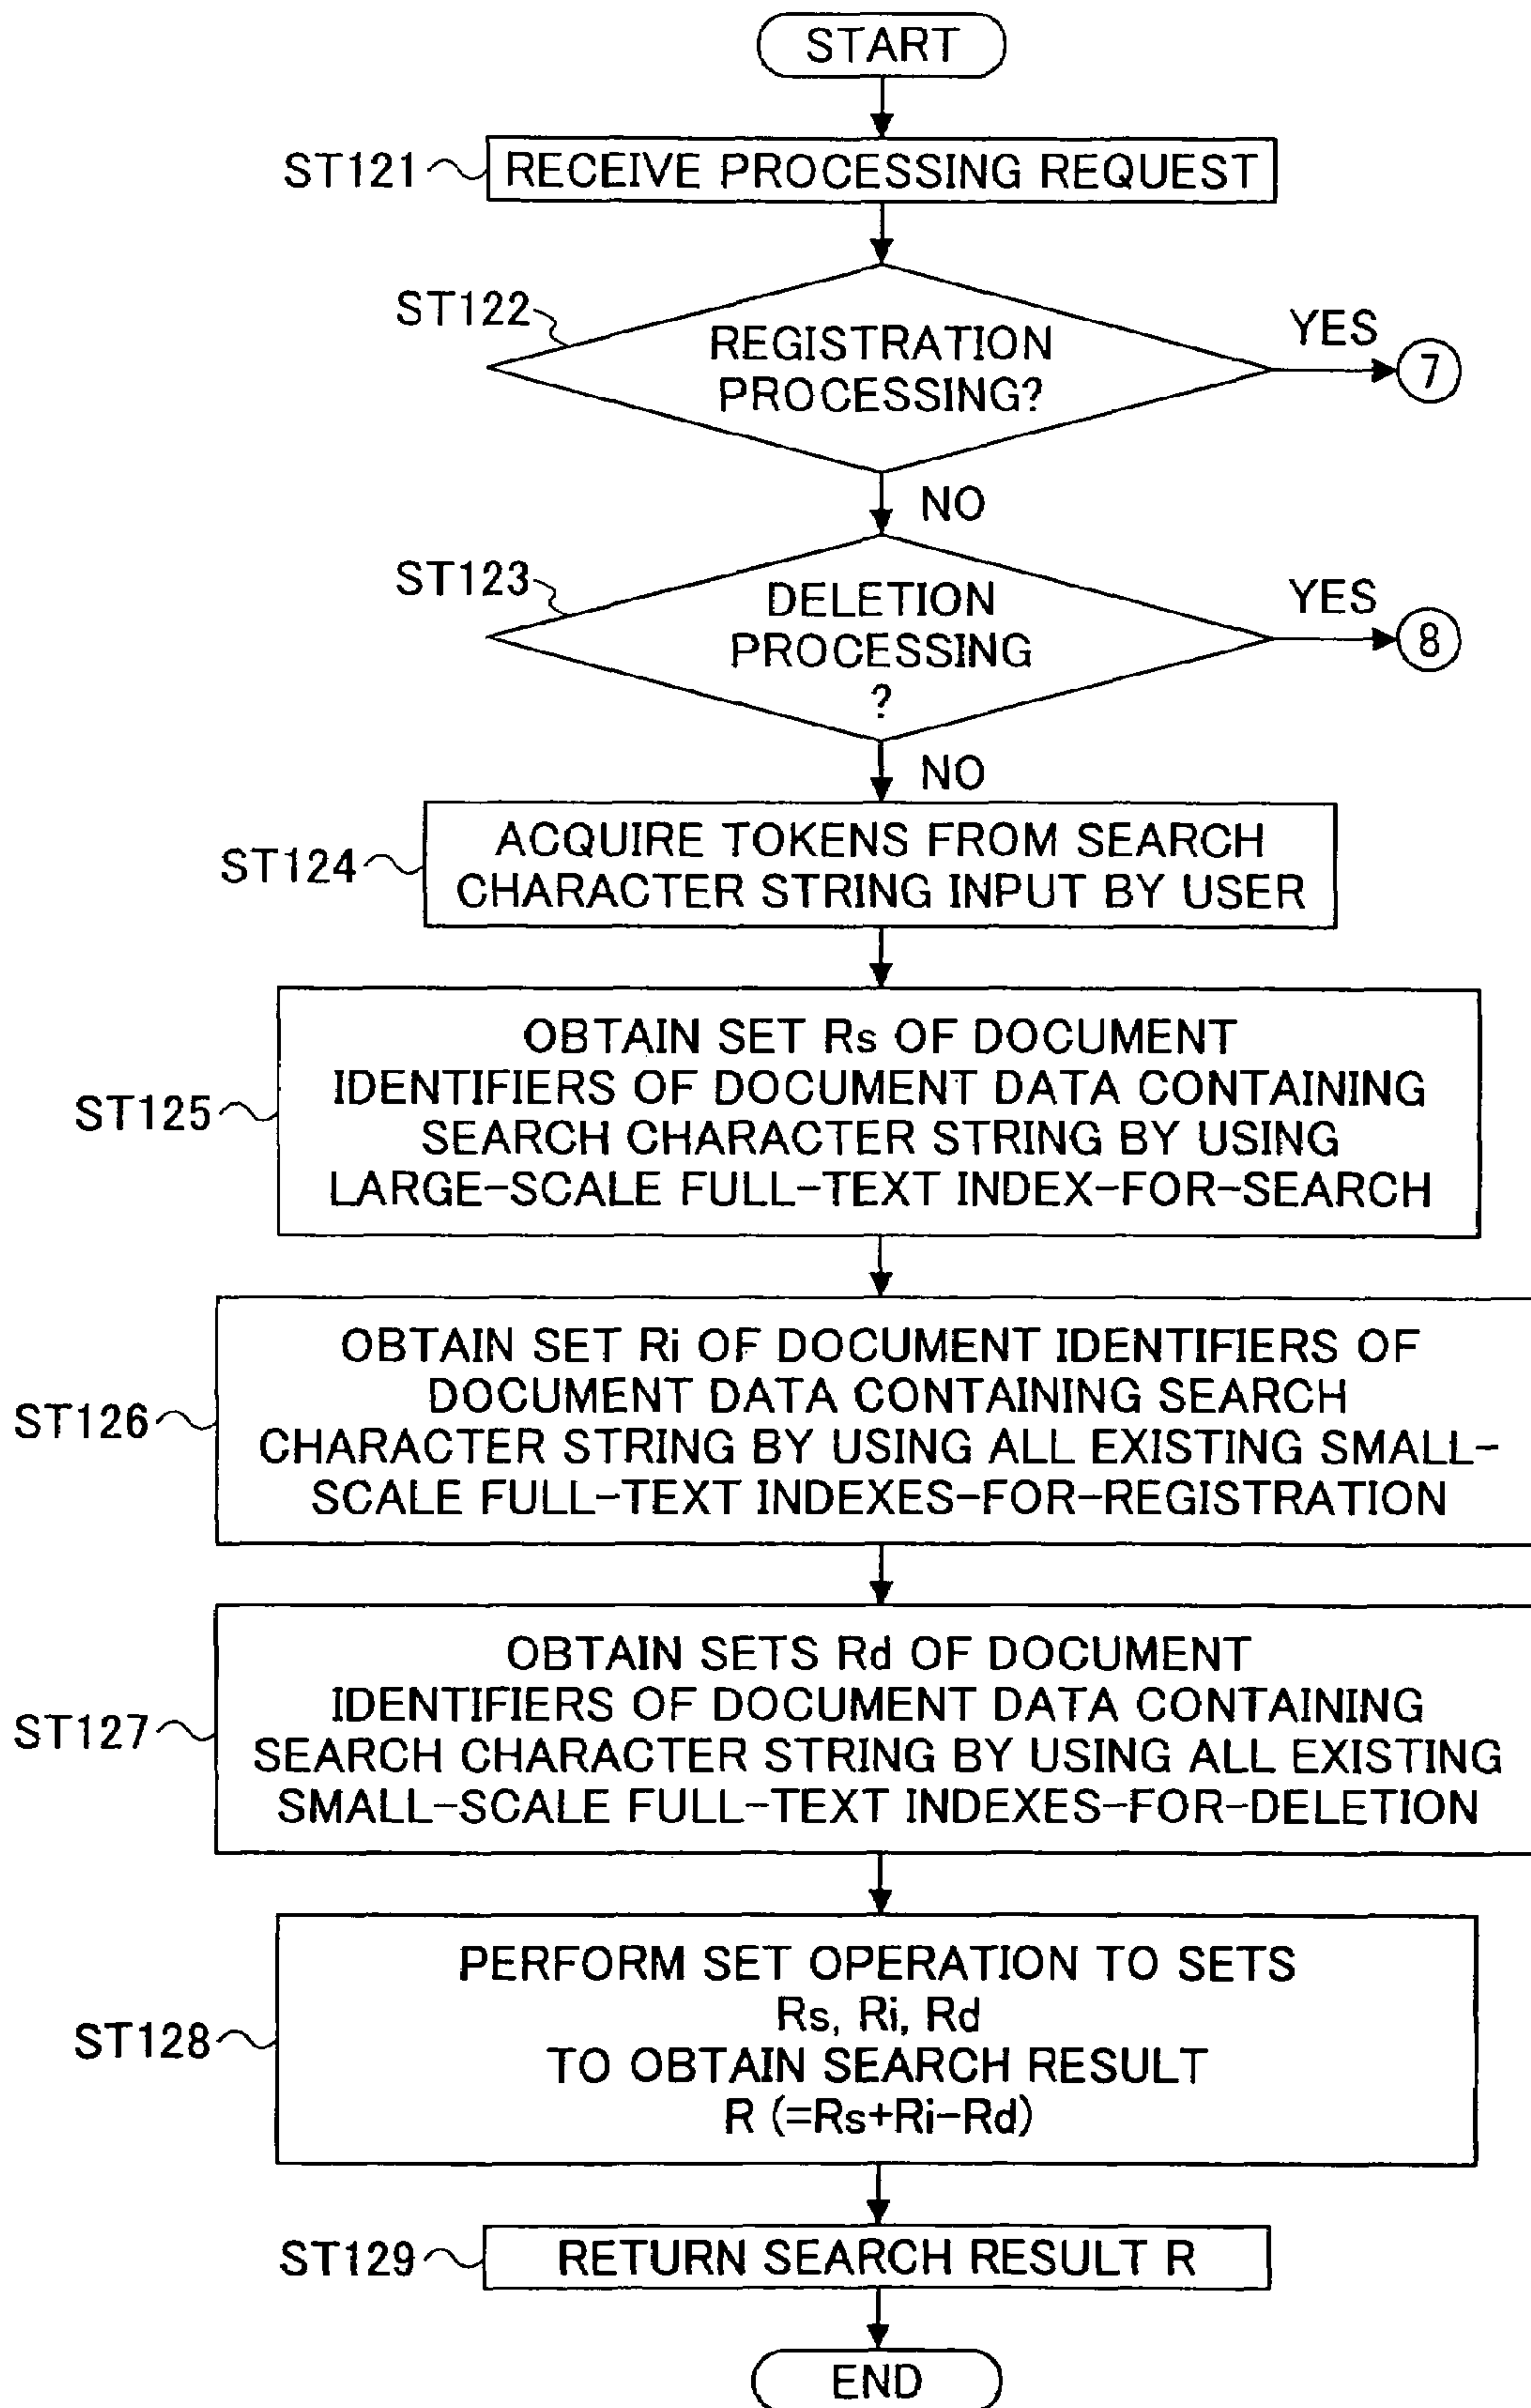 START
ST121
RECEIVE PROCESSING REQUEST
ST122
REGISTRATION
PROCESSING?
YES
7
NO
ST123
DELETION
PROCESSING
?
YES
8
NO
ST124
ACQUIRE TOKENS FROM SEARCH
CHARACTER STRING INPUT BY USER
ST125
OBTAIN SET Rs OF DOCUMENT
IDENTIFIERS OF DOCUMENT DATA CONTAINING
SEARCH CHARACTER STRING BY USING
LARGE-SCALE FULL-TEXT INDEX-FOR-SEARCH
ST126
OBTAIN SET Ri OF DOCUMENT IDENTIFIERS OF
DOCUMENT DATA CONTAINING SEARCH
CHARACTER STRING BY USING ALL EXISTING SMALL-
SCALE FULL-TEXT INDEXES-FOR-REGISTRATION
ST127
OBTAIN SETS Rd OF DOCUMENT
IDENTIFIERS OF DOCUMENT DATA CONTAINING
SEARCH CHARACTER STRING BY USING ALL EXISTING
SMALL-SCALE FULL-TEXT INDEXES-FOR-DELETION
ST128
PERFORM SET OPERATION TO SETS
Rs, Ri, Rd
TO OBTAIN SEARCH RESULT
R (=Rs+Ri-Rd)
ST129
RETURN SEARCH RESULT R
END